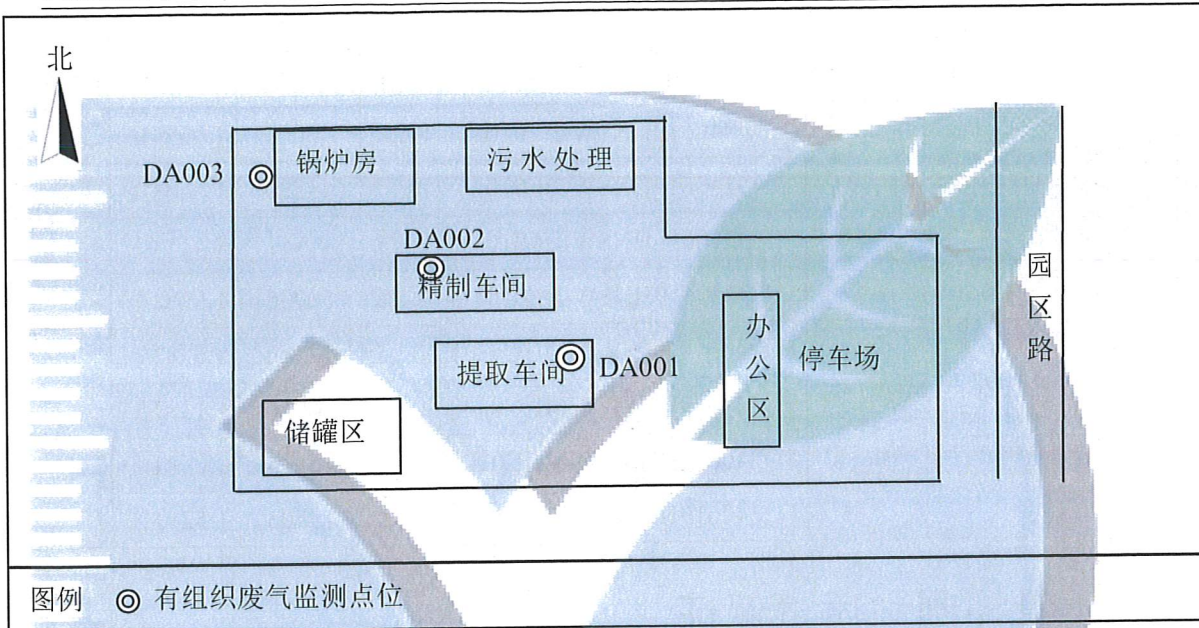 北
锅炉房
污水处理
DA003
DA002
精制车间
园区路
办公区
停车场
提取车间
DA001
储罐区
图例 ◎ 有组织废气监测点位